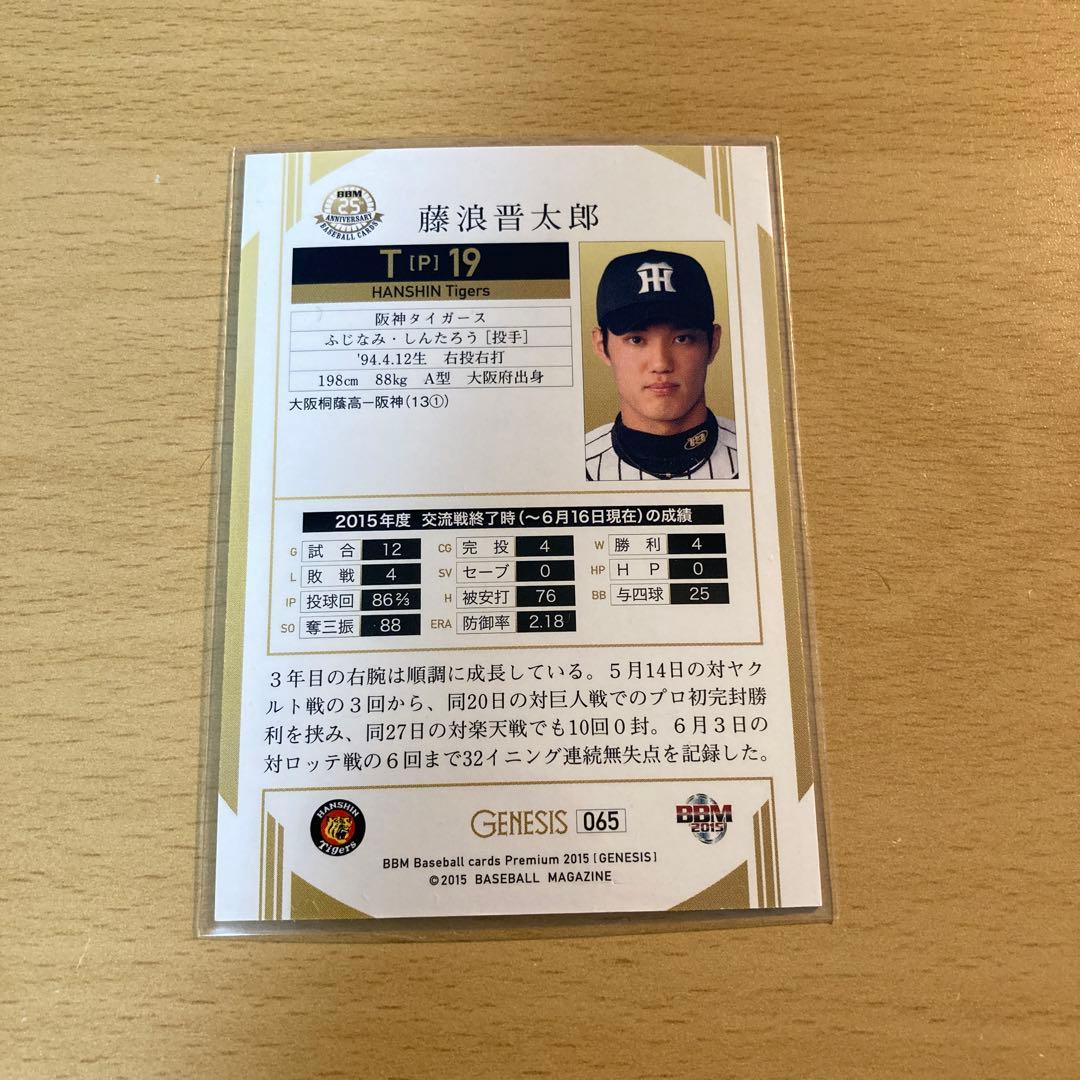 BBM
25
ANNIVERSARY
BASEBALL CARDS
藤浪晋太郎
T [P] 19
HANSHIN Tigers
阪神タイガース
ふじなみ・しんたろう[投手]
'94.4.12生 右投右打
198cm 88kg A型 大阪府出身
大阪桐蔭高ー阪神(13①)
2015年度 交流戦終了時(〜6月16日現在)の成績
G 試合 12 CG 完投 4 W 勝利 4
L 敗戦 4 SV セーブ 0 HP HP 0
IP 投球回 86⅔ H 被安打 76 BB 与四球 25
SO 奪三振 88 ERA 防御率 2.18
3年目の右腕は順調に成長している。5月14日の対ヤク
ルト戦の3回から、同20日の対巨人戦でのプロ初完封勝
利を挟み、同27日の対楽天戦でも10回0封。6月3日の
対ロッテ戦の6回まで32イニング連続無失点を記録した。
HANSHIN
Tigers
GENESIS 065
BBM
2015
BBM Baseball cards Premium 2015 [GENESIS]
©2015 BASEBALL MAGAZINE